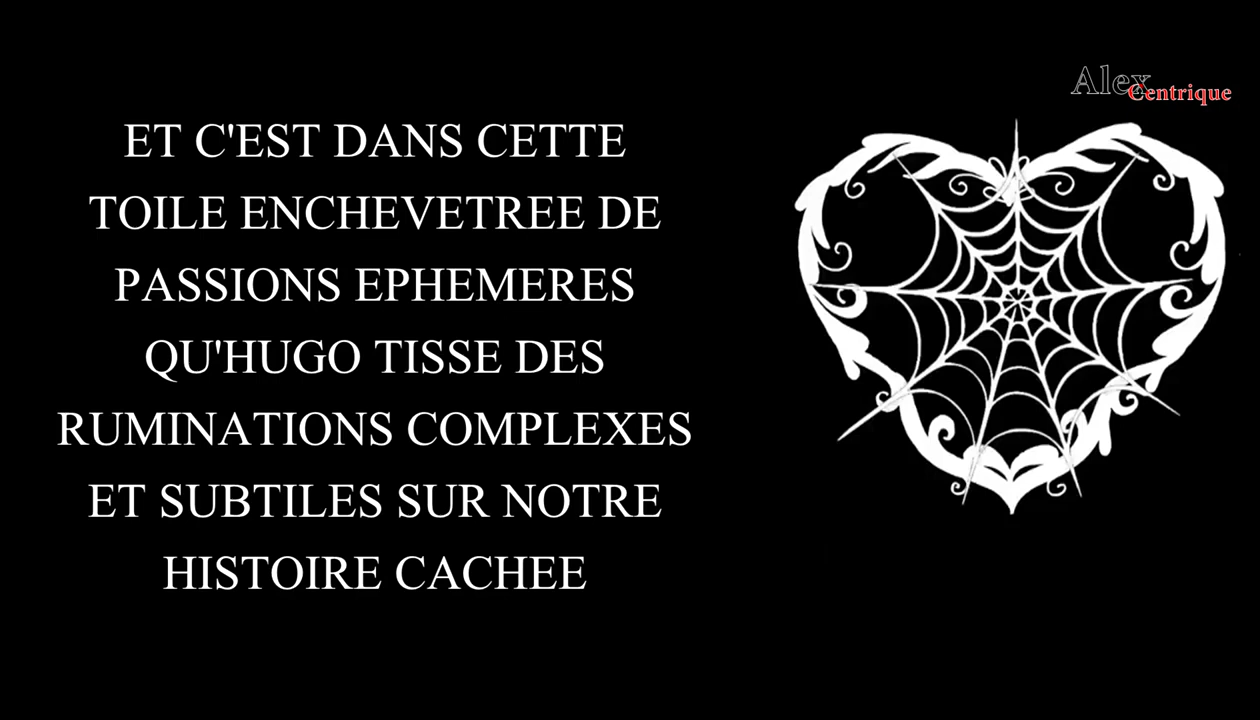 Alex
Centrique
ET C'EST DANS CETTE
TOILE ENCHEVETREE DE
PASSIONS EPHEMERES
QU'HUGO TISSE DES
RUMINATIONS COMPLEXES
ET SUBTILES SUR NOTRE
HISTOIRE CACHEE